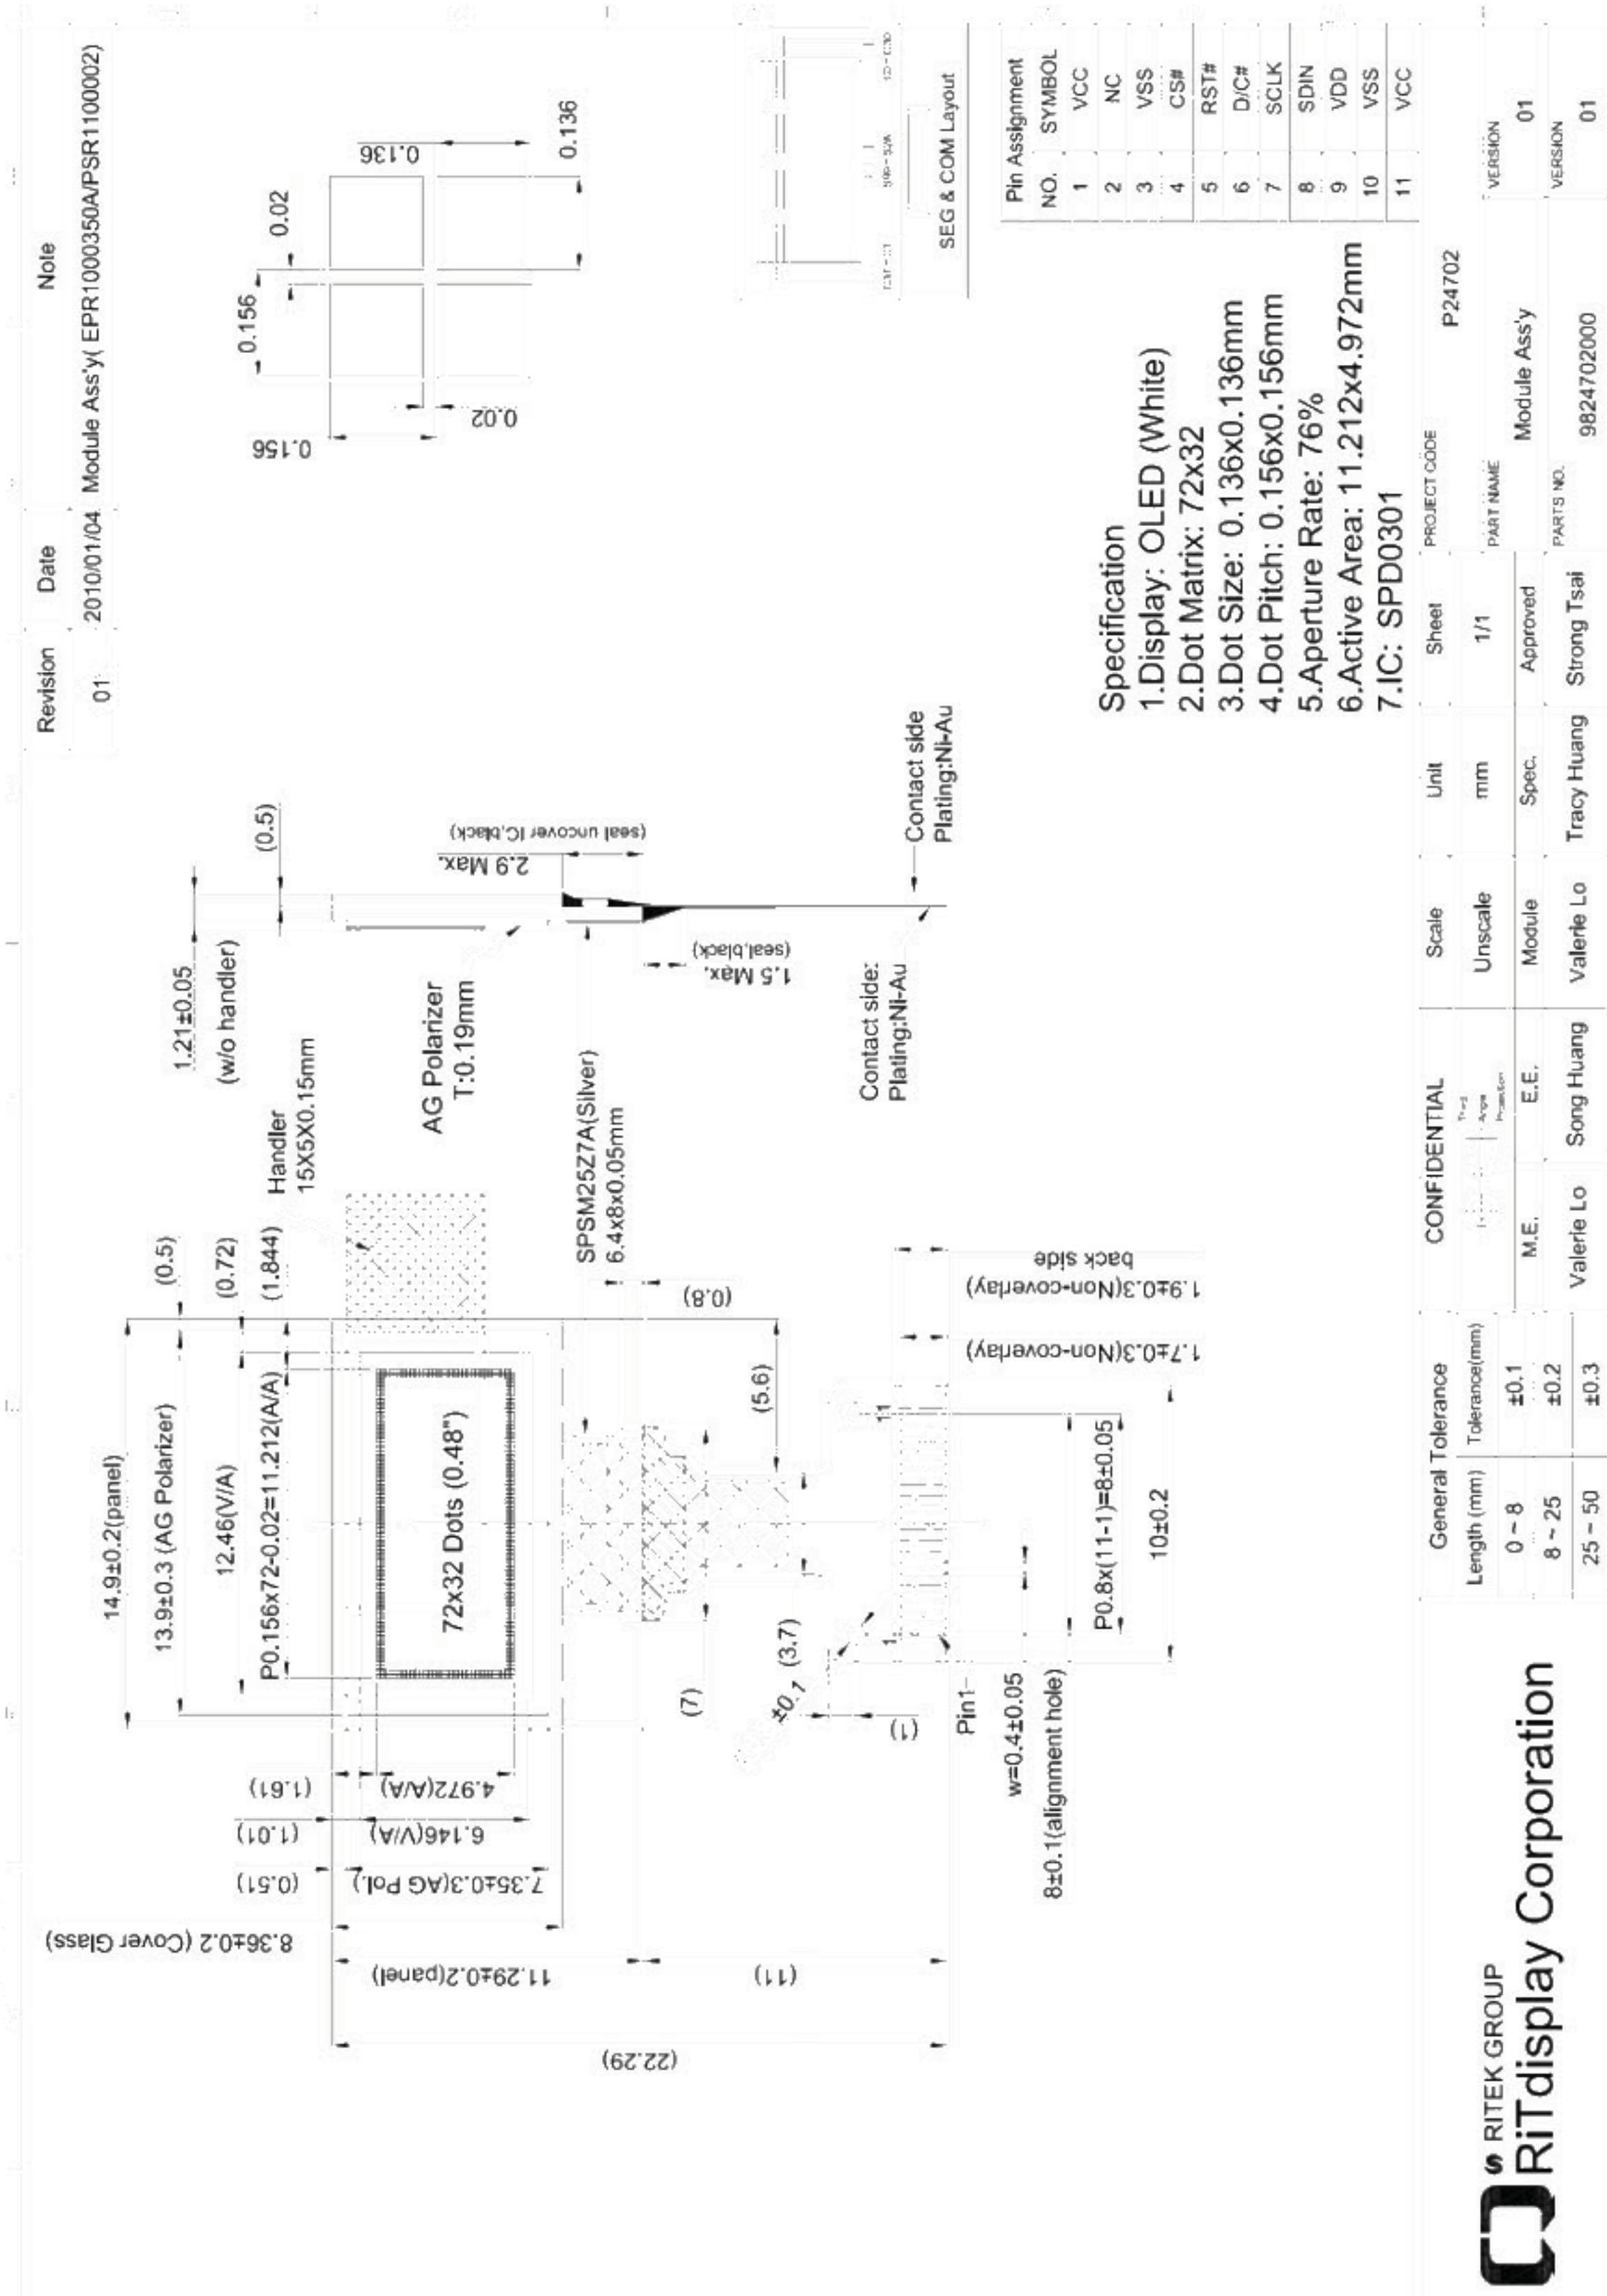 Revision Date Note
01 2010/01/04 Module Ass'y( EPR1000350A/PSR1100002)
14.9±0.2(panel)
(0.5)
13.9±0.3 (AG Polarizer)
(0.72)
12.46(V/A)
(1.844)
P0.156x72-0.02=11.212(A/A)
Handler
15X5X0.15mm
72x32 Dots (0.48")
(1.61)
4.972(A/A)
(1.01)
6.146(V/A)
(0.51)
7.35±0.3(AG Pol.)
8.36±0.2 (Cover Glass)
11.29±0.2(panel)
(11)
(22.29)
1.21±0.05
(w/o handler)
(0.5)
AG Polarizer
T:0.19mm
2.9 Max.
(seal uncover IC,black)
1.5 Max.
(seal,black)
SPSM25Z7A(Silver)
6.4x8x0.05mm
(0.8)
(7)
(5.6)
(3.7)
±0.1
(1)
Contact side:
Plating:Ni-Au
Contact side
Plating:Ni-Au
1.7±0.3(Non-coverlay)
1.9±0.3(Non-coverlay)
back side
1
11
Pin1
w=0.4±0.05
8±0.1(alignment hole)
P0.8x(11-1)=8±0.05
10±0.2
0.156
0.02
0.156
0.02
0.136
0.136
SEG & COM Layout
Specification
1.Display: OLED (White)
2.Dot Matrix: 72x32
3.Dot Size: 0.136x0.136mm
4.Dot Pitch: 0.156x0.156mm
5.Aperture Rate: 76%
6.Active Area: 11.212x4.972mm
7.IC: SPD0301
Pin Assignment
NO. SYMBOL
1 VCC
2 NC
3 VSS
4 CS#
5 RST#
6 D/C#
7 SCLK
8 SDIN
9 VDD
10 VSS
11 VCC
RITEK GROUP
RiTdisplay Corporation
General Tolerance
Length (mm) Tolerance(mm)
0 ~ 8 ±0.1
8 ~ 25 ±0.2
25 ~ 50 ±0.3
CONFIDENTIAL
Third
Angle
Projection
Scale Unit Sheet
Unscale mm 1/1
M.E. E.E. Module Spec. Approved
Valerie Lo Song Huang Valerie Lo Tracy Huang Strong Tsai
PROJECT CODE
P24702
PART NAME
Module Ass'y
VERSION
01
PARTS NO.
9824702000
VERSION
01